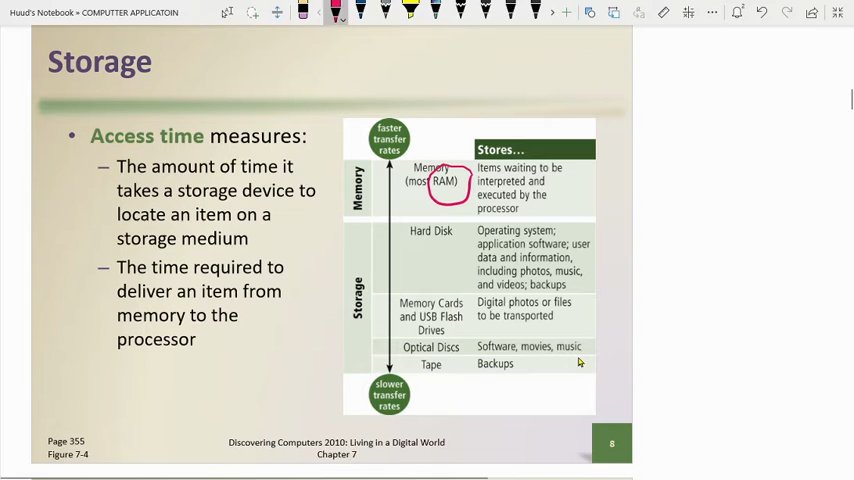 Huud's Notebook » COMPUTTER APPLICATOIN
Storage
• Access time measures:
– The amount of time it
takes a storage device to
locate an item on a
storage medium
– The time required to
deliver an item from
memory to the
processor
faster
transfer
rates
Stores...
Memory
Memory
(most RAM)
Items waiting to be
interpreted and
executed by the
processor
Storage
Hard Disk
Operating system;
application software; user
data and information,
including photos, music,
and videos; backups
Memory Cards
and USB Flash
Drives
Digital photos or files
to be transported
Optical Discs
Software, movies, music
Tape
Backups
slower
transfer
rates
Page 355
Figure 7-4
Discovering Computers 2010: Living in a Digital World
Chapter 7
8